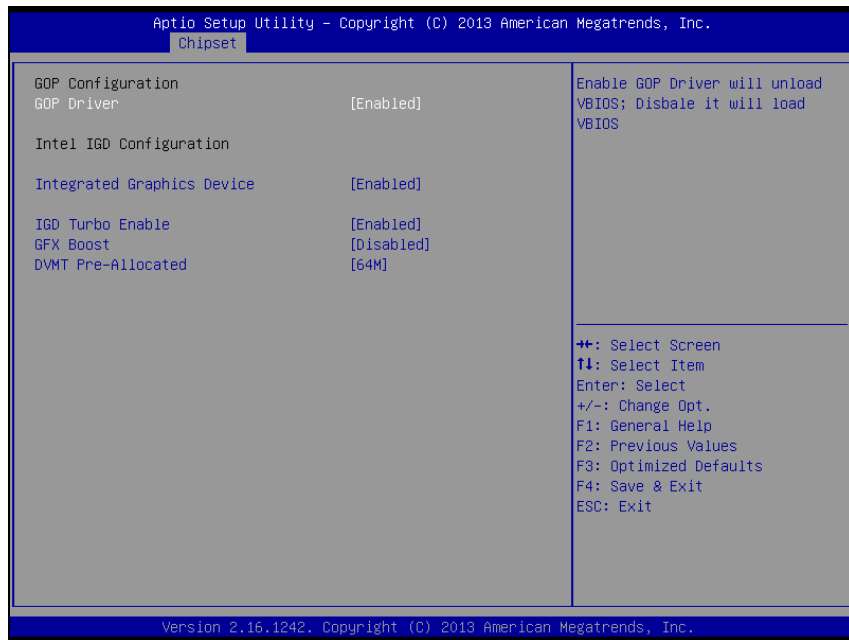 Aptio Setup Utility – Copyright (C) 2013 American Megatrends, Inc.
Chipset
GOP Configuration
GOP Driver [Enabled]
Intel IGD Configuration
Integrated Graphics Device [Enabled]
IGD Turbo Enable [Enabled]
GFX Boost [Disabled]
DVMT Pre-Allocated [64M]
Enable GOP Driver will unload
VBIOS; Disbale it will load
VBIOS
→←: Select Screen
↑↓: Select Item
Enter: Select
+/-: Change Opt.
F1: General Help
F2: Previous Values
F3: Optimized Defaults
F4: Save & Exit
ESC: Exit
Version 2.16.1242. Copyright (C) 2013 American Megatrends, Inc.